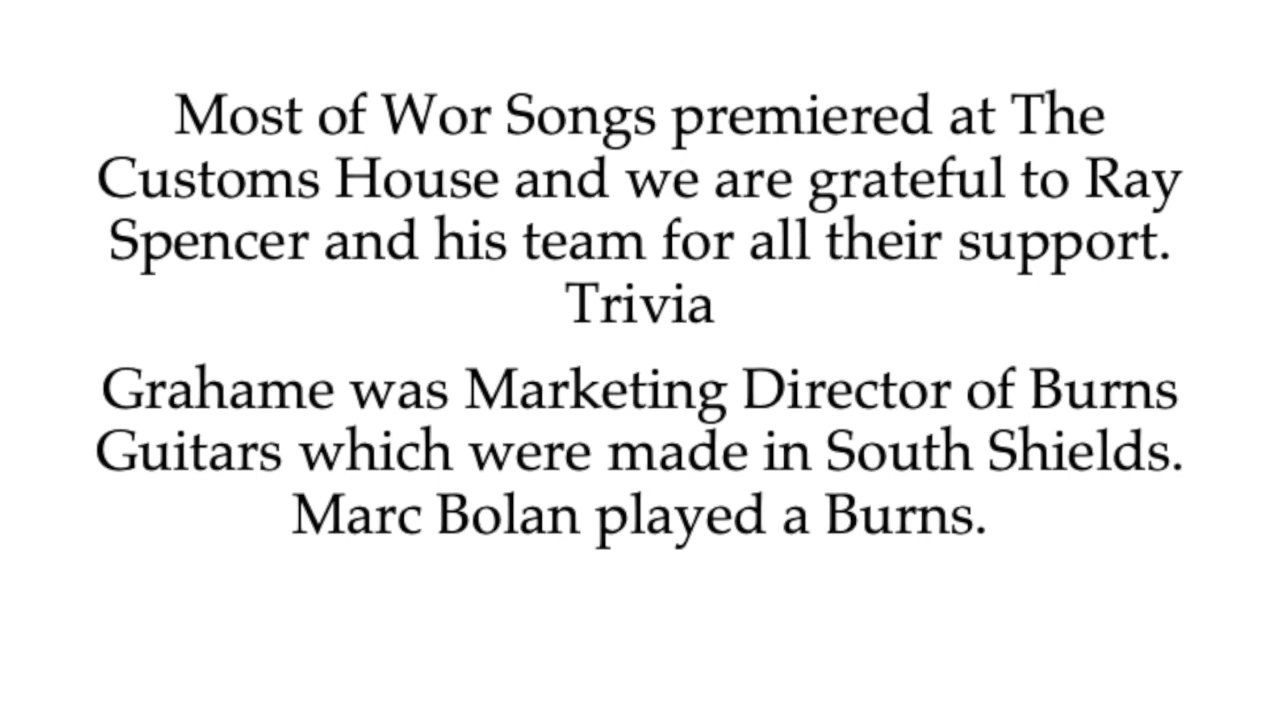 Most of Wor Songs premiered at The
Customs House and we are grateful to Ray
Spencer and his team for all their support.
Trivia
Grahame was Marketing Director of Burns
Guitars which were made in South Shields.
Marc Bolan played a Burns.